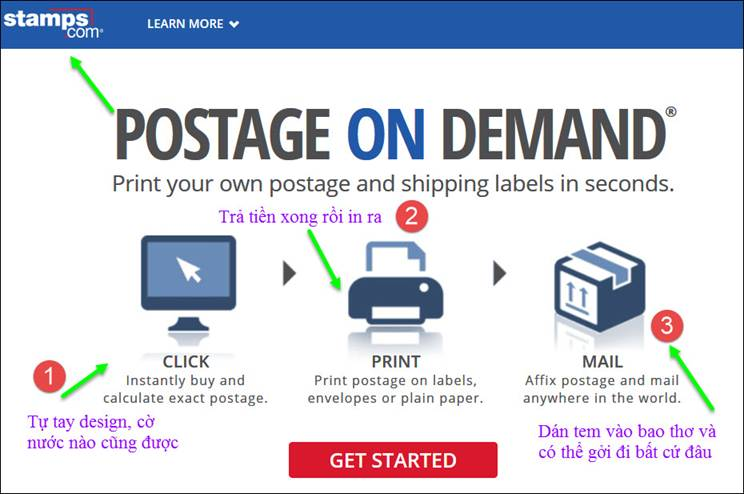 stamps
.com®
LEARN MORE
POSTAGE ON DEMAND®
Print your own postage and shipping labels in seconds.
Trả tiền xong rồi in ra
2
1
CLICK
Instantly buy and
calculate exact postage.
Tự tay design, cờ
nước nào cũng được
PRINT
Print postage on labels,
envelopes or plain paper.
3
MAIL
Affix postage and mail
anywhere in the world.
Dán tem vào bao thơ và
có thể gởi đi bất cứ đâu
GET STARTED